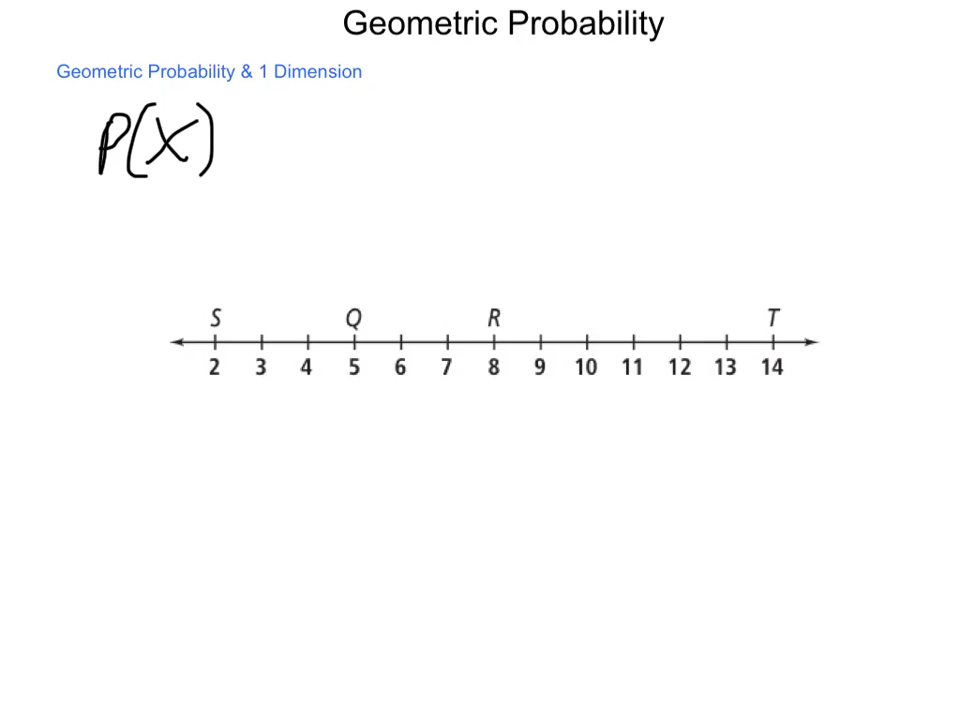 Geometric Probability
Geometric Probability & 1 Dimension
P(X)
S Q R T
2 3 4 5 6 7 8 9 10 11 12 13 14